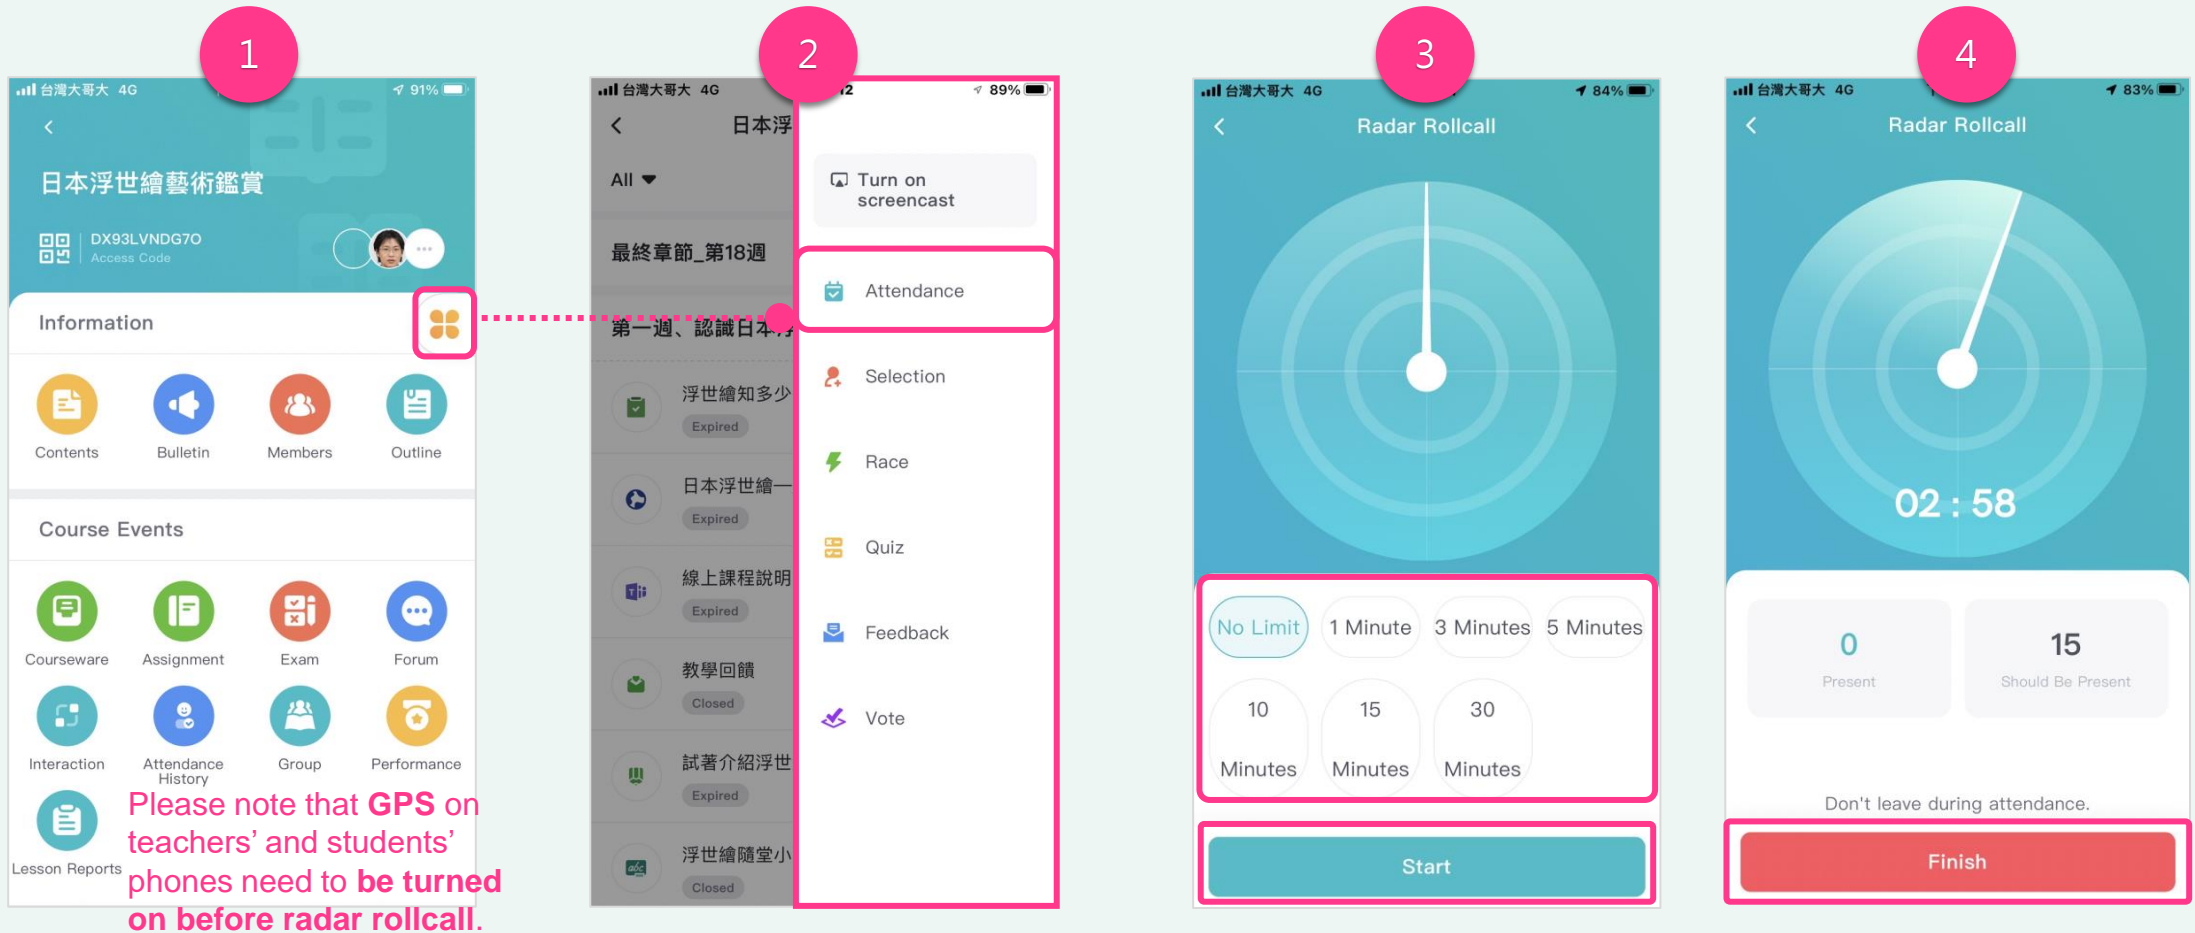 1
台灣大哥大 4G
91%
日本浮世繪藝術鑑賞
DX93LVNDG7O
Access Code
Information
Contents
Bulletin
Members
Outline
Course Events
Courseware
Assignment
Exam
Forum
Interaction
Attendance
History
Group
Performance
Lesson Reports
Please note that GPS on
teachers’ and students’
phones need to be turned
on before radar rollcall.
2
台灣大哥大 4G
12
89%
日本浮
All
最終章節_第18週
第一週、認識日本浮
浮世繪知多少
Expired
日本浮世繪一
Expired
線上課程說明
Expired
教學回饋
Closed
試著介紹浮世
Expired
浮世繪隨堂小
Closed
Turn on
screencast
Attendance
Selection
Race
Quiz
Feedback
Vote
3
台灣大哥大 4G
84%
Radar Rollcall
No Limit
1 Minute
3 Minutes
5 Minutes
10
Minutes
15
Minutes
30
Minutes
Start
4
台灣大哥大 4G
83%
Radar Rollcall
02 : 58
0
Present
15
Should Be Present
Don't leave during attendance.
Finish